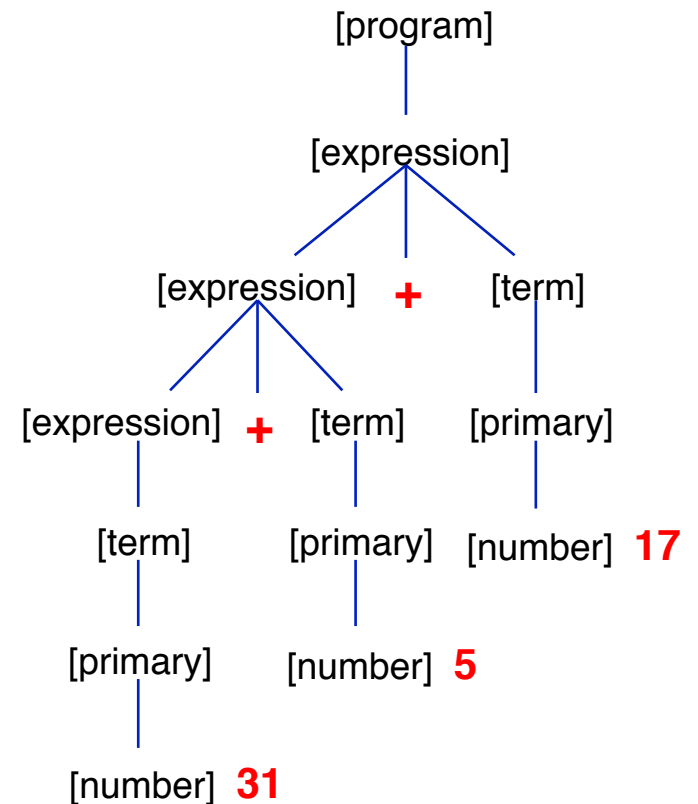 [program]
[expression]
[expression] + [term]
[expression] + [term] [primary]
[term] [primary] [number] 17
[primary] [number] 5
[number] 31